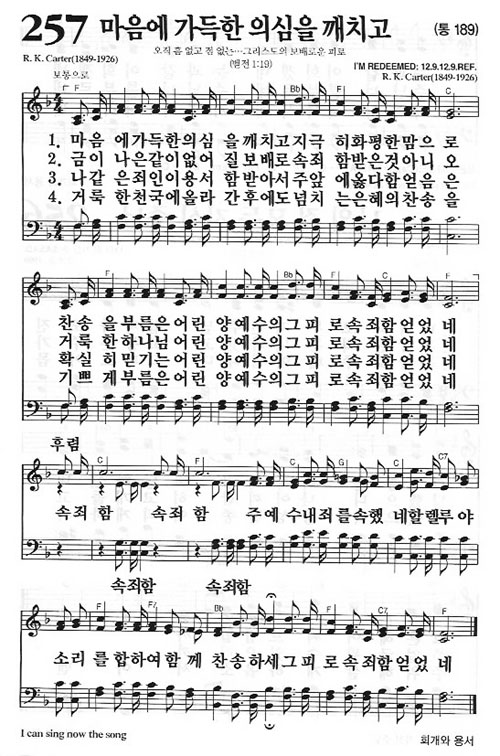 257 마음에 가득한 의심을 깨치고 (통 189)
R. K. Carter(1849-1926)
오직 흠 없고 점 없는…그리스도의 보배로운 피로
(벧전 1:19)
I'M REDEEMED: 12.9.12.9.REF.
R. K. Carter(1849-1926)
보통으로
F Bb F C
1. 마음 에가득한의심 을깨치고지극 히화평한맘으 로
2. 금이 나은같이없어 질보배로속죄 함받은것아니 오
3. 나같 은죄인이용서 함받아서주앞 에옳다함얻음 은
4. 거룩 한천국에올라 간후에도넘치 는은혜의찬송 을
F Bb F C F
찬송 을부름은어린 양예수의그피 로속죄함얻었 네
거룩 한하나님어린 양예수의그피 로속죄함얻었 네
확실 히믿기는어린 양예수의그피 로속죄함얻었 네
기쁘 게부름은어린 양예수의그피 로속죄함얻었 네
후렴
C F C G C C7
속죄 함 속죄 함 주예 수내죄를속했 네할렐루 야
속죄함 속죄함
F F7 Bb F C7 F
소리 를합하여함께 찬송하세그피 로속죄함얻었 네
I can sing now the song
회개와 용서